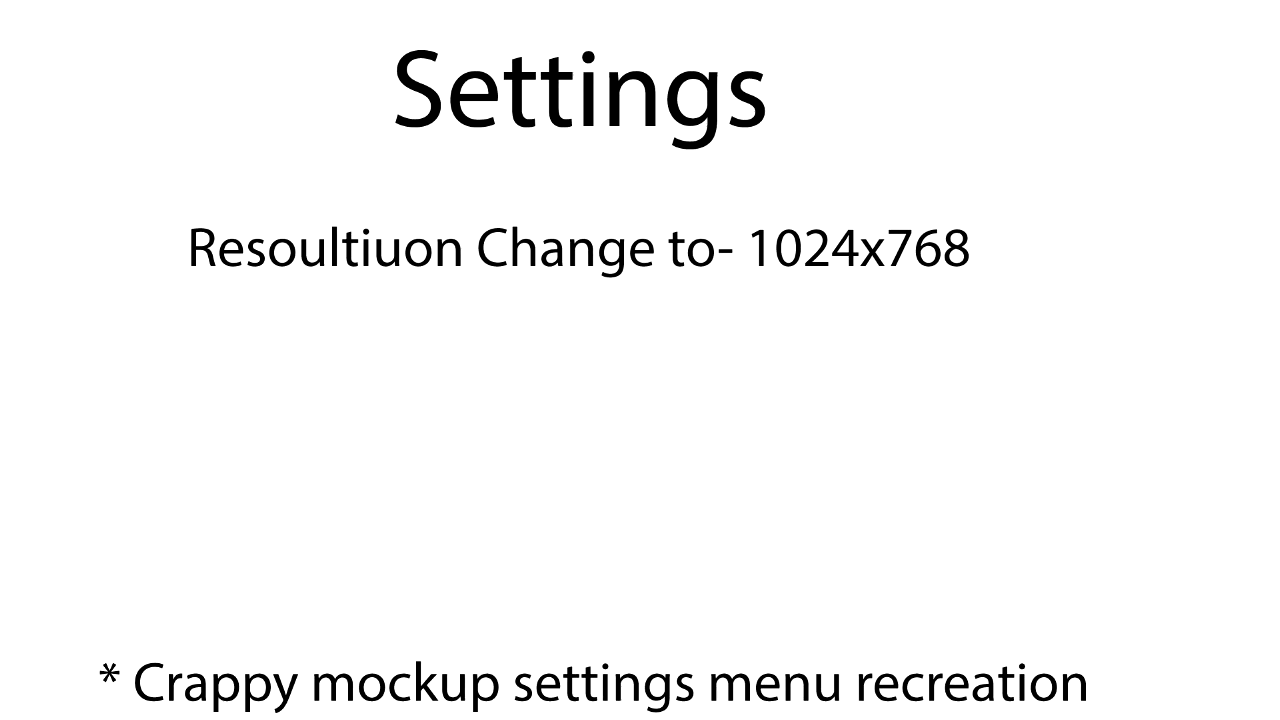 Settings
Resoultiuon Change to- 1024x768
* Crappy mockup settings menu recreation